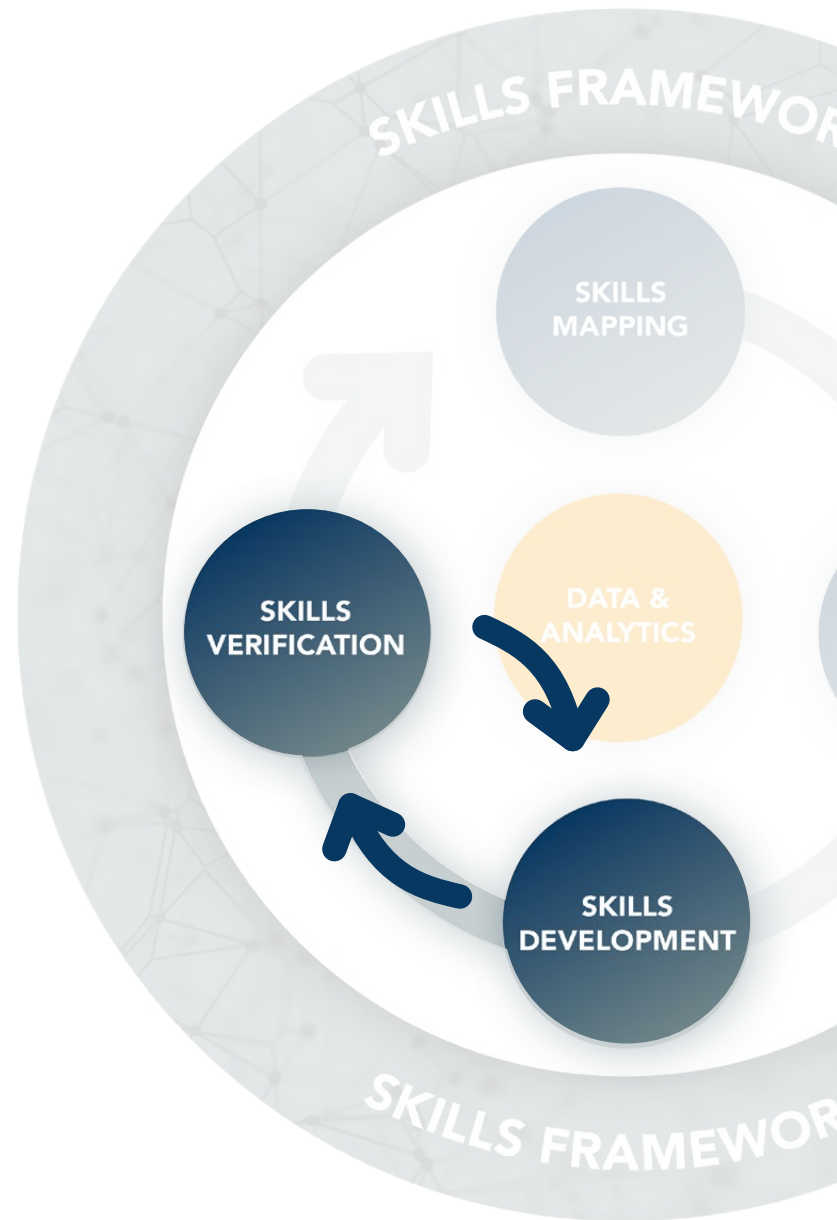 SKILLS FRAMEWOR
SKILLS
MAPPING
DATA &
ANALYTICS
SKILLS
VERIFICATION
SKILLS
DEVELOPMENT
SKILLS FRAMEWOR